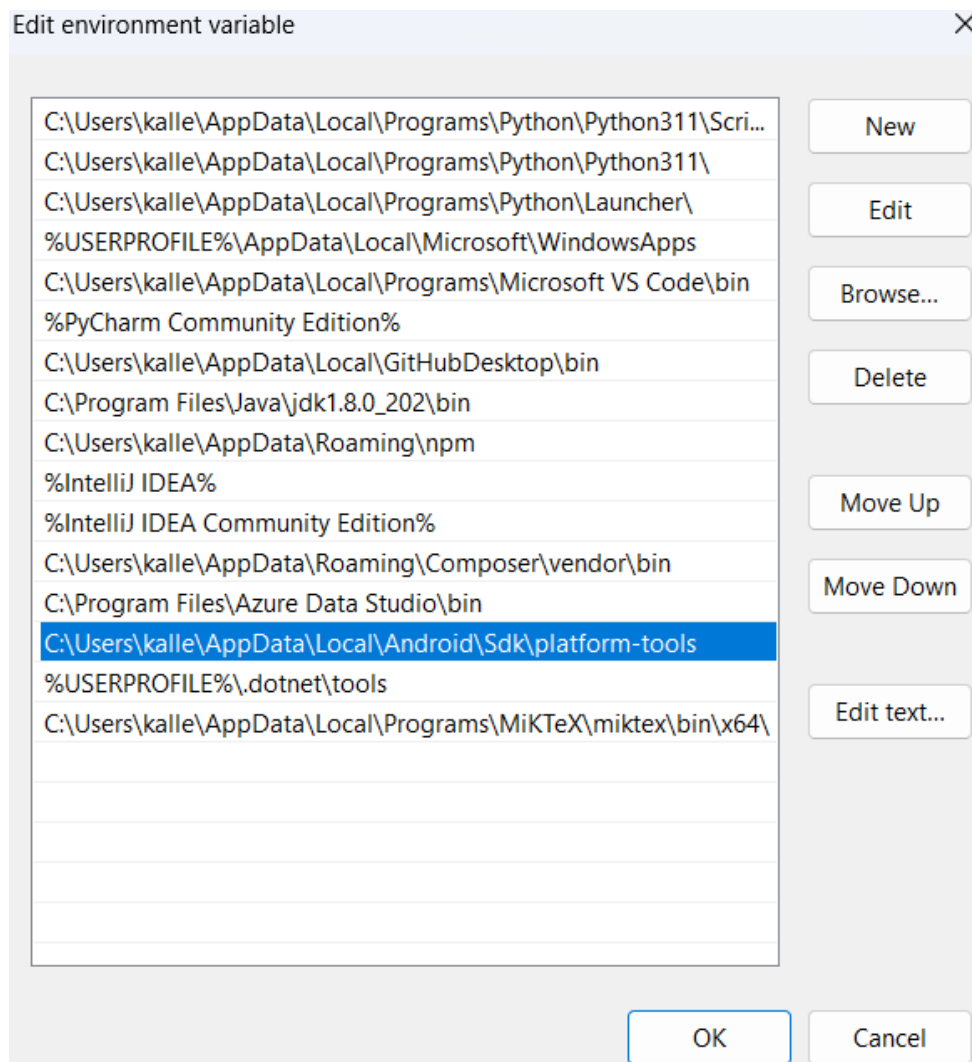 Edit environment variable
C:\Users\kalle\AppData\Local\Programs\Python\Python311\Scri...
C:\Users\kalle\AppData\Local\Programs\Python\Python311\
C:\Users\kalle\AppData\Local\Programs\Python\Launcher\
%USERPROFILE%\AppData\Local\Microsoft\WindowsApps
C:\Users\kalle\AppData\Local\Programs\Microsoft VS Code\bin
%PyCharm Community Edition%
C:\Users\kalle\AppData\Local\GitHubDesktop\bin
C:\Program Files\Java\jdk1.8.0_202\bin
C:\Users\kalle\AppData\Roaming\npm
%IntelliJ IDEA%
%IntelliJ IDEA Community Edition%
C:\Users\kalle\AppData\Roaming\Composer\vendor\bin
C:\Program Files\Azure Data Studio\bin
C:\Users\kalle\AppData\Local\Android\Sdk\platform-tools
%USERPROFILE%\.dotnet\tools
C:\Users\kalle\AppData\Local\Programs\MiKTeX\miktex\bin\x64\
New
Edit
Browse...
Delete
Move Up
Move Down
Edit text...
OK
Cancel